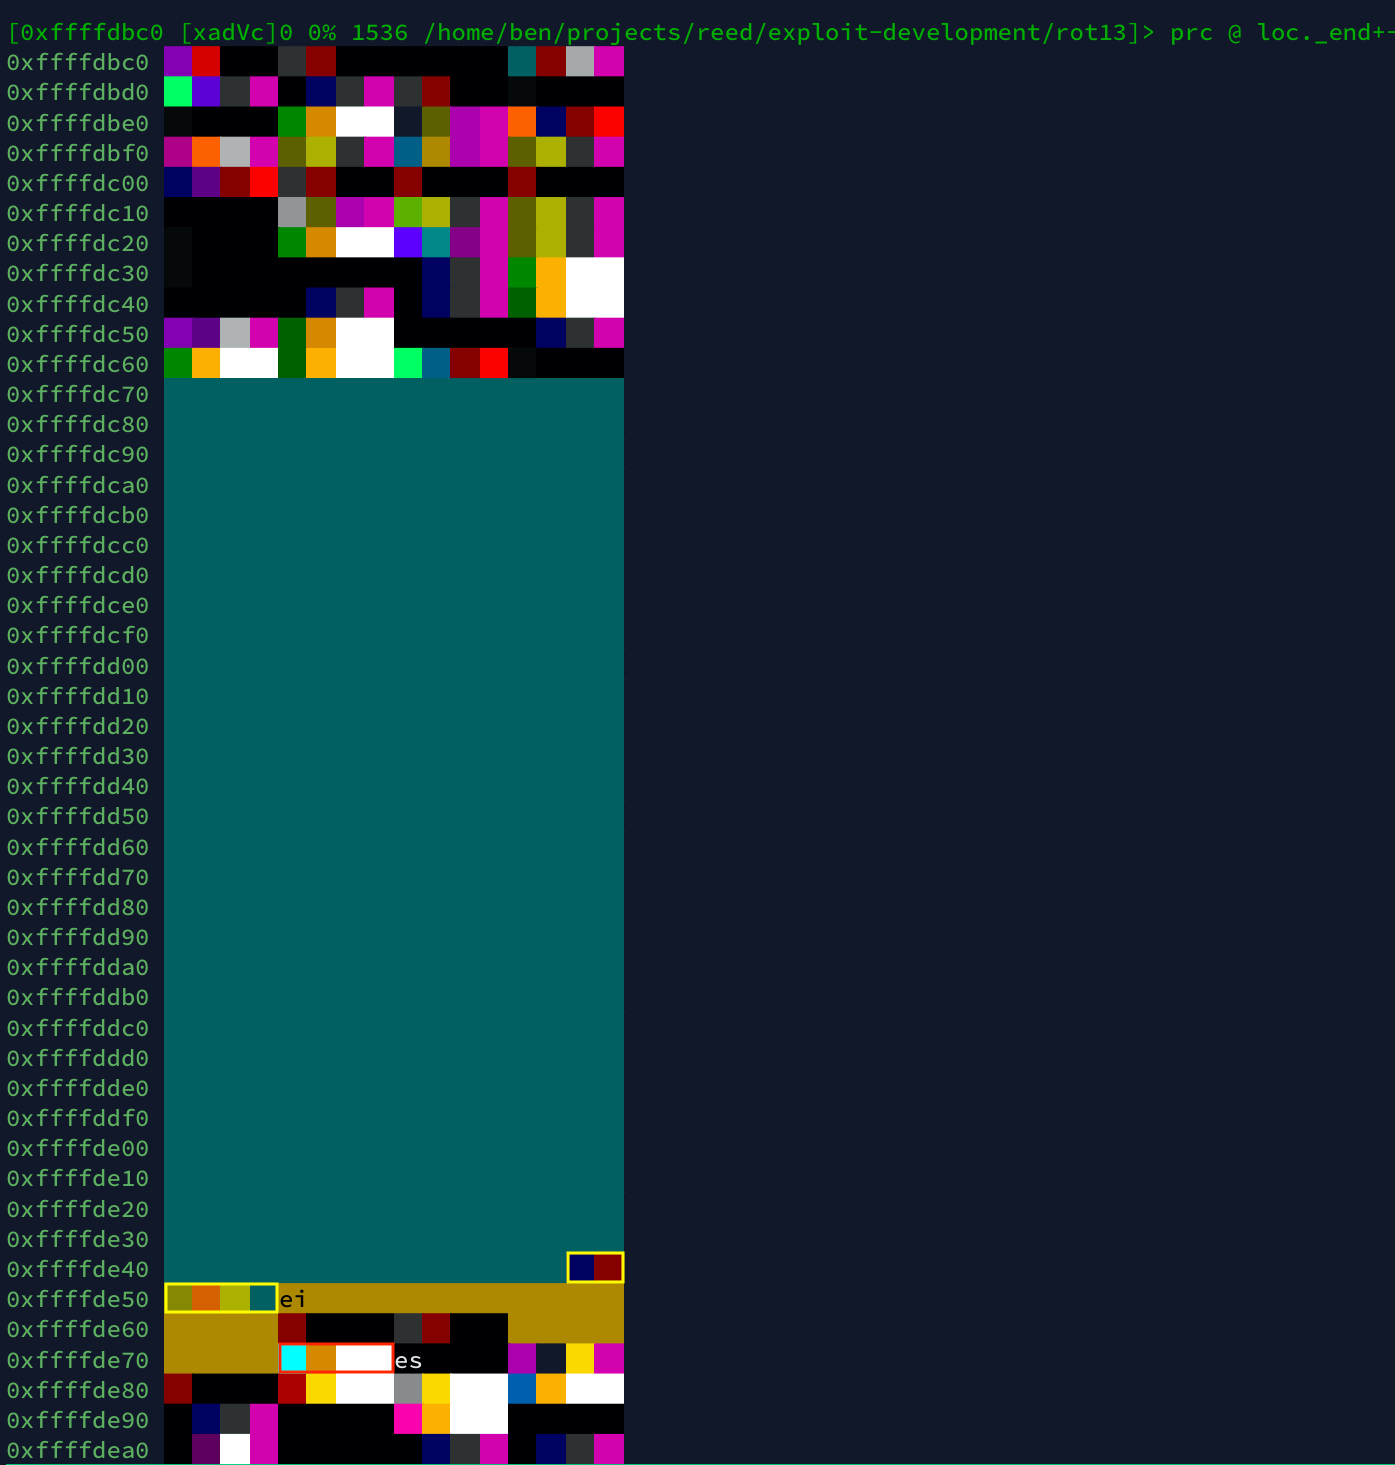 [0xffffdbc0 [xadVc]0 0% 1536 /home/ben/projects/reed/exploit-development/rot13]> prc @ loc._end+-
0xffffdbc0
0xffffdbd0
0xffffdbe0
0xffffdbf0
0xffffdc00
0xffffdc10
0xffffdc20
0xffffdc30
0xffffdc40
0xffffdc50
0xffffdc60
0xffffdc70
0xffffdc80
0xffffdc90
0xffffdca0
0xffffdcb0
0xffffdcc0
0xffffdcd0
0xffffdce0
0xffffdcf0
0xffffdd00
0xffffdd10
0xffffdd20
0xffffdd30
0xffffdd40
0xffffdd50
0xffffdd60
0xffffdd70
0xffffdd80
0xffffdd90
0xffffdda0
0xffffddb0
0xffffddc0
0xffffddd0
0xffffdde0
0xffffddf0
0xffffde00
0xffffde10
0xffffde20
0xffffde30
0xffffde40
0xffffde50 ei
0xffffde60
0xffffde70 es
0xffffde80
0xffffde90
0xffffdea0